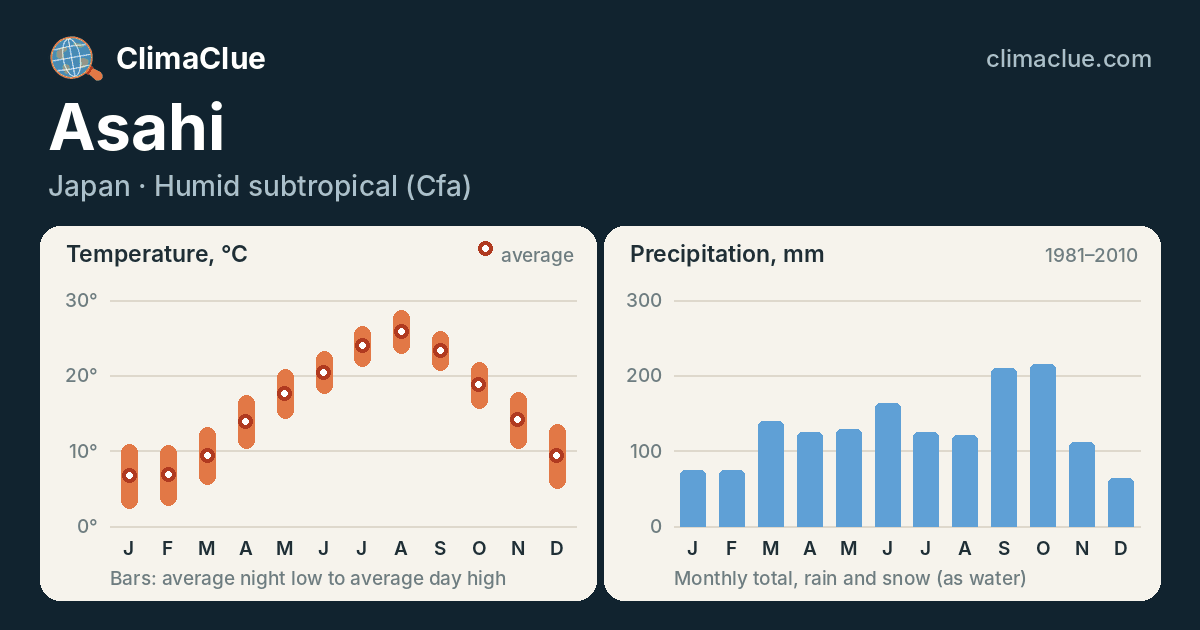 ClimaClue
climaclue.com
Asahi
Japan · Humid subtropical (Cfa)
Temperature, °C
average
30°
20°
10°
0°
J F M A M J J A S O N D
Bars: average night low to average day high
Precipitation, mm
1981–2010
300
200
100
0
J F M A M J J A S O N D
Monthly total, rain and snow (as water)